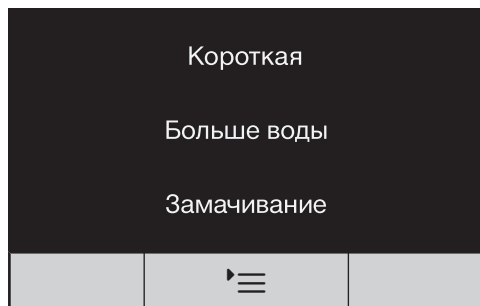 Короткая
Больше воды
Замачивание